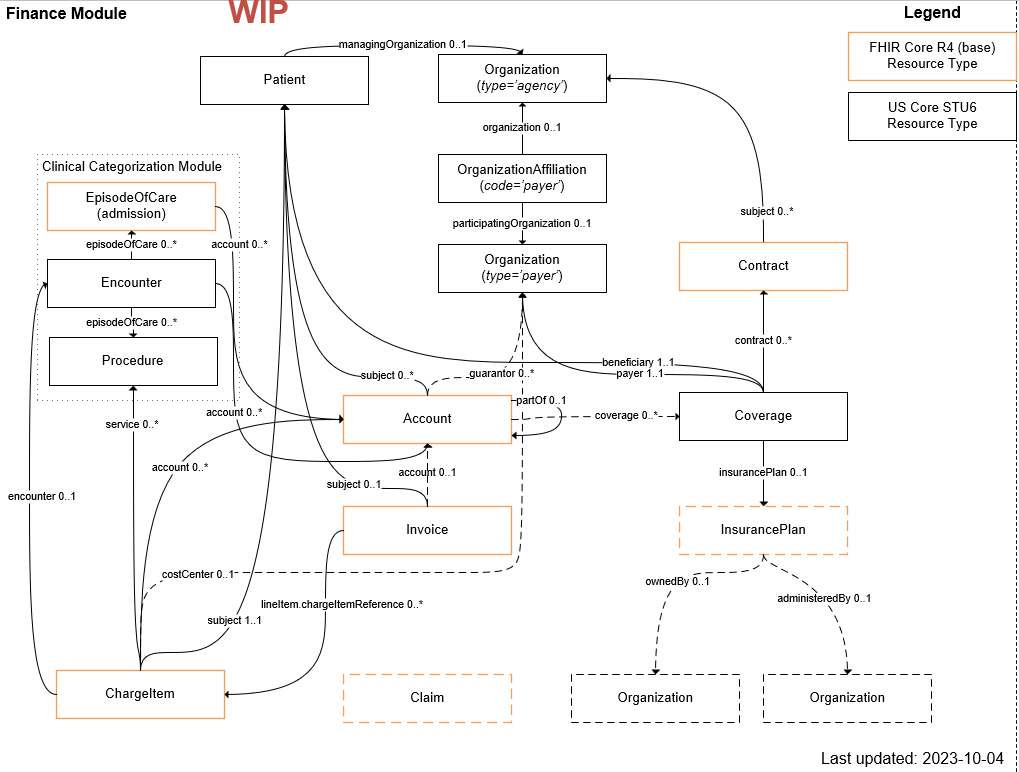 Finance Module
WIP
Legend
FHIR Core R4 (base)
Resource Type
US Core STU6
Resource Type
managingOrganization 0..1
Patient
Organization
(type='agency')
organization 0..1
OrganizationAffiliation
(code='payer')
participatingOrganization 0..1
Organization
(type='payer')
subject 0..*
Contract
contract 0..*
Clinical Categorization Module
EpisodeOfCare
(admission)
episodeOfCare 0..*
account 0..*
Encounter
episodeOfCare 0..*
Procedure
beneficiary 1..1
payer 1..1
subject 0..*
guarantor 0..*
partOf 0..1
Account
coverage 0..*
Coverage
account 0..*
service 0..*
account 0..*
account 0..1
subject 0..1
insurancePlan 0..1
encounter 0..1
Invoice
InsurancePlan
costCenter 0..1
ownedBy 0..1
administeredBy 0..1
lineItem.chargeItemReference 0..*
subject 1..1
ChargeItem
Claim
Organization
Organization
Last updated: 2023-10-04